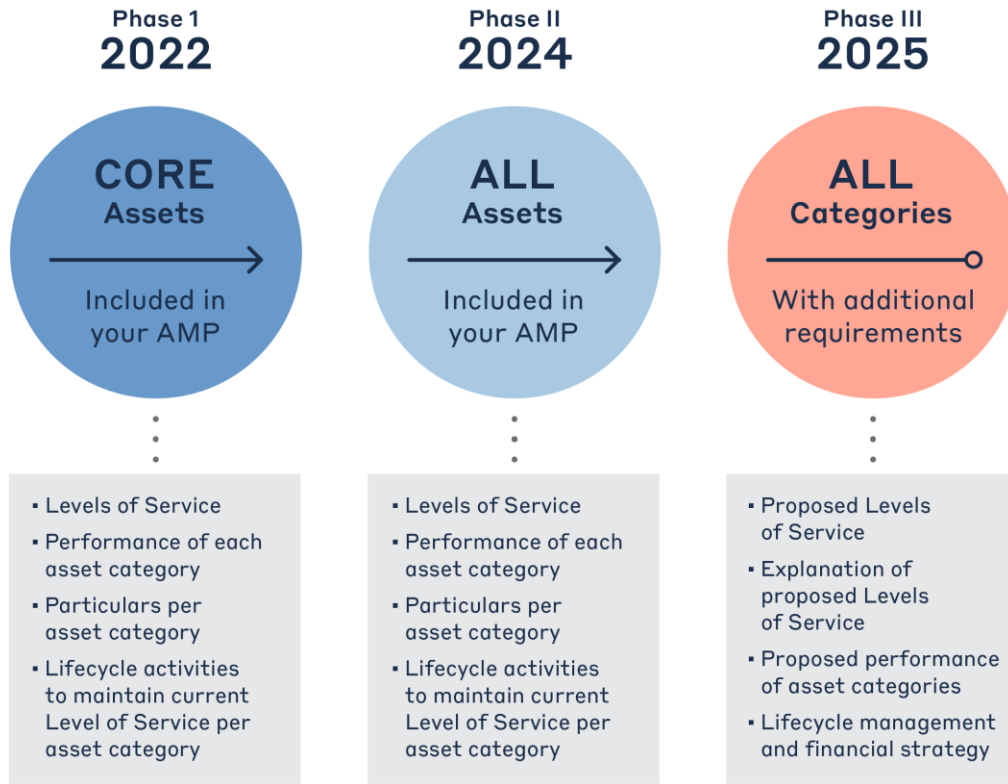 Phase 1
2022
CORE
Assets
Included in
your AMP
▪ Levels of Service
▪ Performance of each
asset category
▪ Particulars per
asset category
▪ Lifecycle activities
to maintain current
Level of Service per
asset category
Phase II
2024
ALL
Assets
Included in
your AMP
▪ Levels of Service
▪ Performance of each
asset category
▪ Particulars per
asset category
▪ Lifecycle activities
to maintain current
Level of Service per
asset category
Phase III
2025
ALL
Categories
With additional
requirements
▪ Proposed Levels
of Service
▪ Explanation of
proposed Levels
of Service
▪ Proposed performance
of asset categories
▪ Lifecycle management
and financial strategy